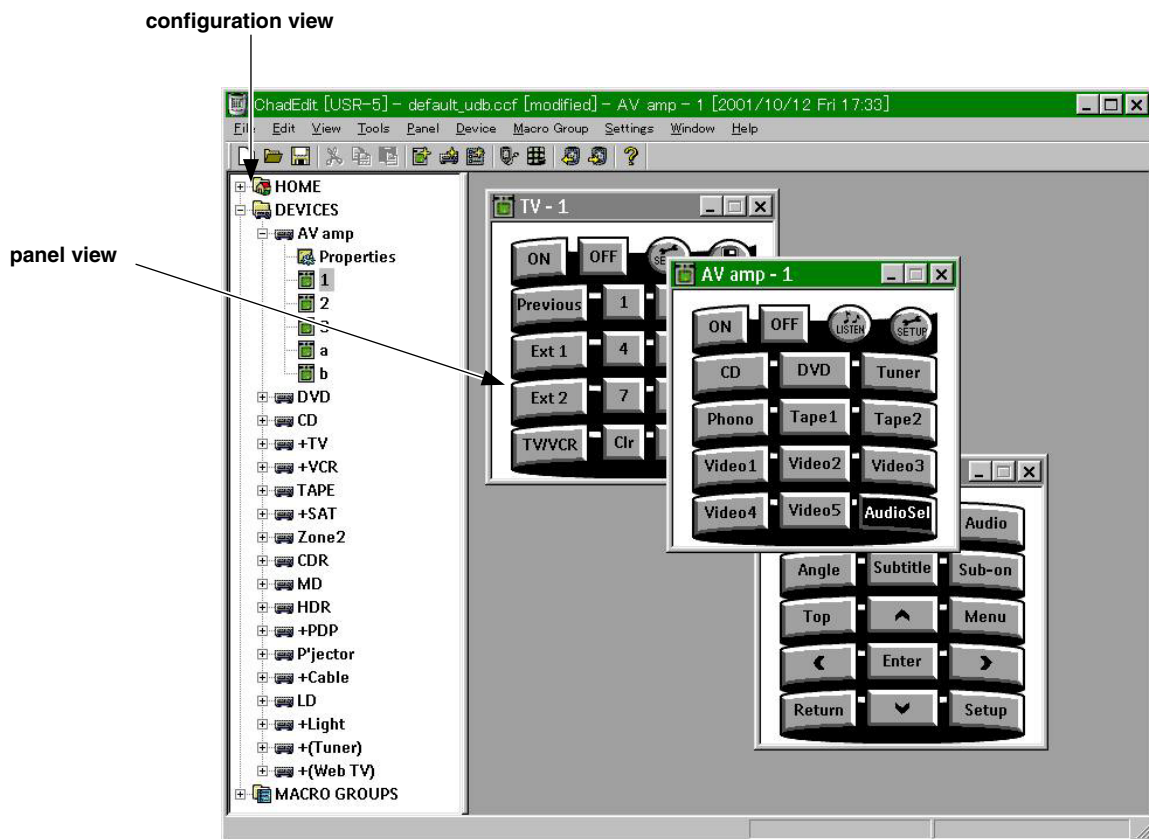 configuration view
ChadEdit [USR-5] - default_udb.ccf [modified] - AV amp - 1 [2001/10/12 Fri 17:33]
File Edit View Tools Panel Device Macro Group Settings Window Help
panel view
HOME
DEVICES
AV amp
Properties
1
2
3
a
b
DVD
CD
+TV
+VCR
TAPE
+SAT
Zone2
CDR
MD
HDR
+PDP
P'jector
+Cable
LD
+Light
+(Tuner)
+(Web TV)
MACRO GROUPS
TV - 1
ON OFF
Previous 1
Ext 1 4
Ext 2 7
TV/VCR Clr
AV amp - 1
ON OFF LISTEN SETUP
CD DVD Tuner
Phono Tape1 Tape2
Video1 Video2 Video3
Video4 Video5 AudioSel
Audio
Angle Subtitle Sub-on
Top Menu
Enter
Return Setup